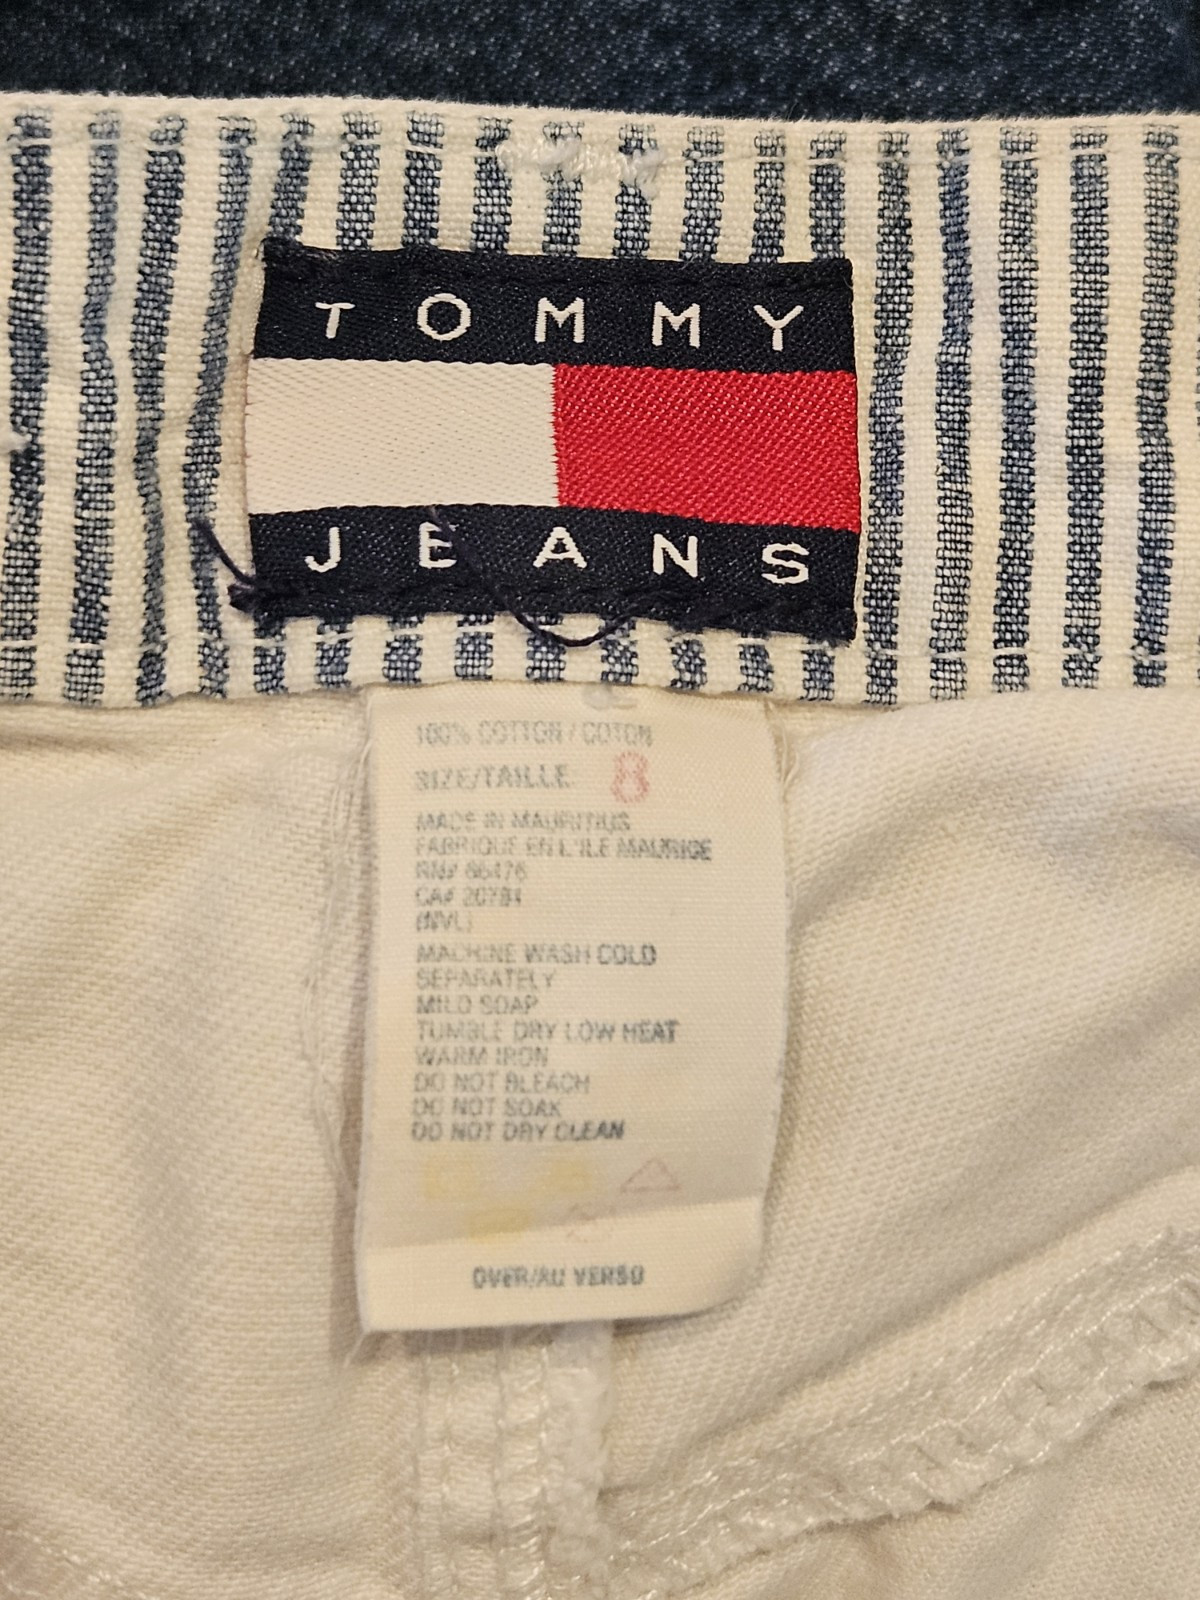 TOMMY
JEANS
100% COTTON / COTON
SIZE/TAILLE: 8
MADE IN MAURITIUS
FABRIQUE EN L'ILE MAURICE
RN# 86476
CA# 20784
(NVL)
MACHINE WASH COLD
SEPARATELY
MILD SOAP
TUMBLE DRY LOW HEAT
WARM IRON
DO NOT BLEACH
DO NOT SOAK
DO NOT DRY CLEAN
OVER/AU VERSO